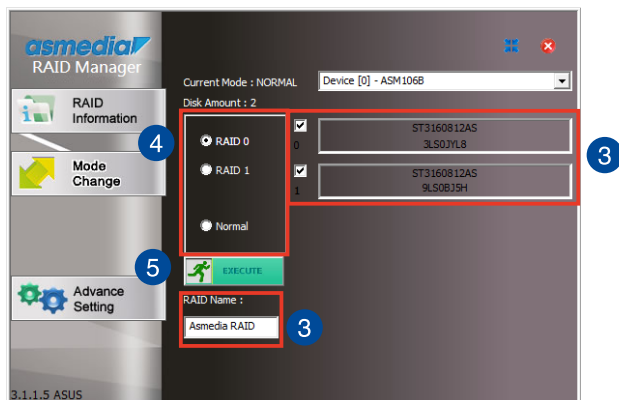 asmedia
RAID Manager
Current Mode : NORMAL
Device [0] - ASM106B
Disk Amount : 2
RAID
Information
4
RAID 0
0
ST3160812AS
3LS0JYL8
3
Mode
Change
RAID 1
1
ST3160812AS
9LS0BJ5H
Normal
5
EXECUTE
Advance
Setting
RAID Name :
Asmedia RAID
3
3.1.1.5 ASUS